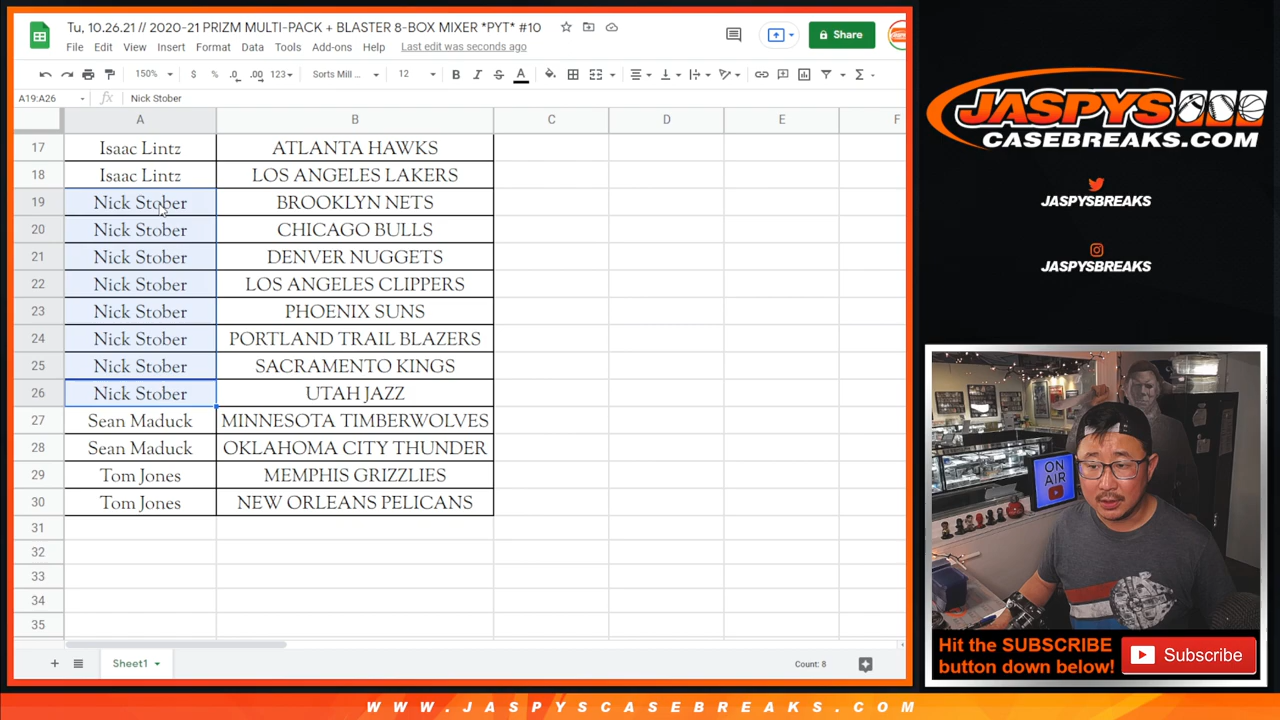 Tu, 10.26.21 // 2020-21 PRIZM MULTI-PACK + BLASTER 8-BOX MIXER *PYT* #10
File Edit View Insert Format Data Tools Add-ons Help Last edit was seconds ago
Share
150% $ % .0 .00 123 Sorts Mill ... 12 B I S A
A19:A26 fx Nick Stober
A B C D E F
17 Isaac Lintz ATLANTA HAWKS
18 Isaac Lintz LOS ANGELES LAKERS
19 Nick Stober BROOKLYN NETS
20 Nick Stober CHICAGO BULLS
21 Nick Stober DENVER NUGGETS
22 Nick Stober LOS ANGELES CLIPPERS
23 Nick Stober PHOENIX SUNS
24 Nick Stober PORTLAND TRAIL BLAZERS
25 Nick Stober SACRAMENTO KINGS
26 Nick Stober UTAH JAZZ
27 Sean Maduck MINNESOTA TIMBERWOLVES
28 Sean Maduck OKLAHOMA CITY THUNDER
29 Tom Jones MEMPHIS GRIZZLIES
30 Tom Jones NEW ORLEANS PELICANS
31
32
33
34
35
Sheet1
Count: 8
JASPYS
CASEBREAKS.COM
JASPYSBREAKS
JASPYSBREAKS
ON
AIR
Hit the SUBSCRIBE
button down below!
Subscribe
WWW.JASPYSCASEBREAKS.COM